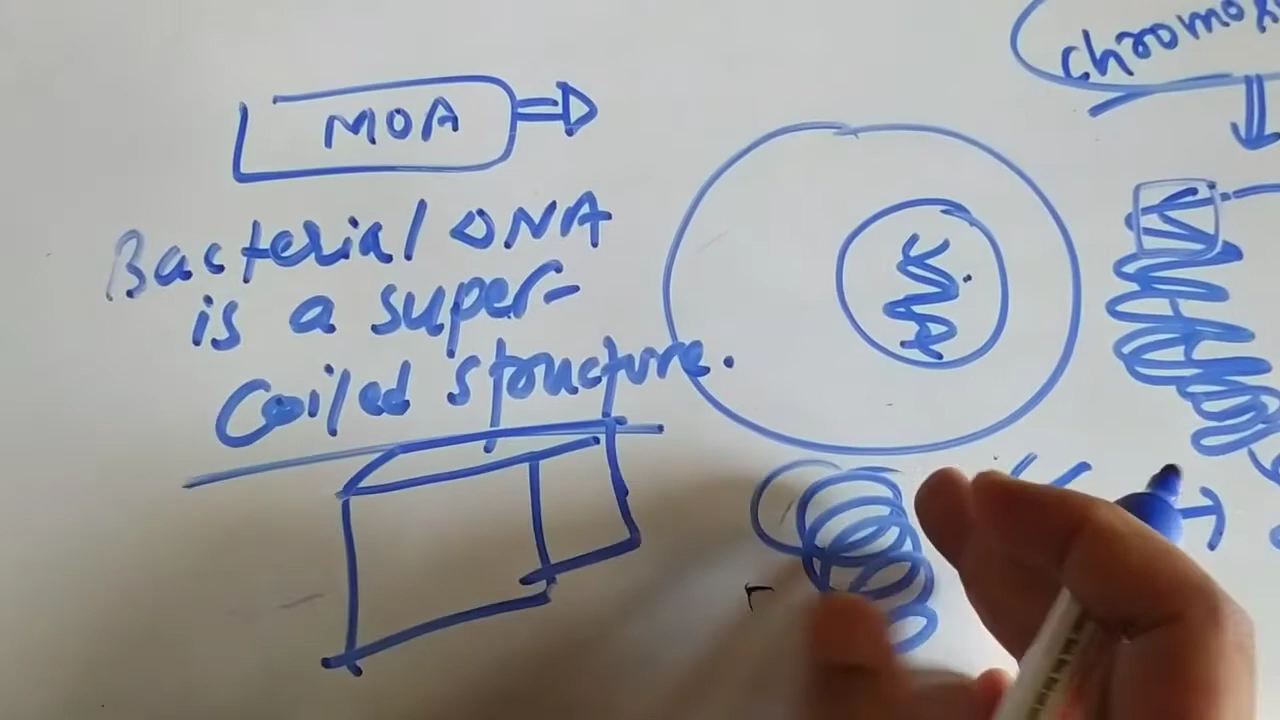 MOA
Bacterial DNA
is a super-
Coiled structure.